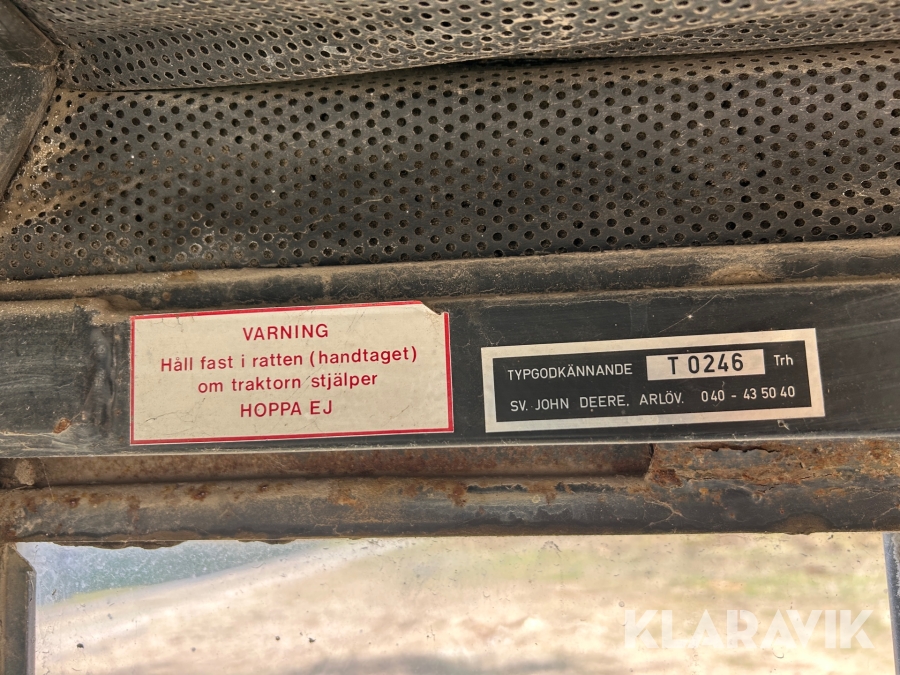 VARNING
Håll fast i ratten (handtaget)
om traktorn stjälper
HOPPA EJ
TYPGODKÄNNANDE T 0246 Trh
SV. JOHN DEERE, ARLÖV. 040 - 43 50 40
KLARAVIK